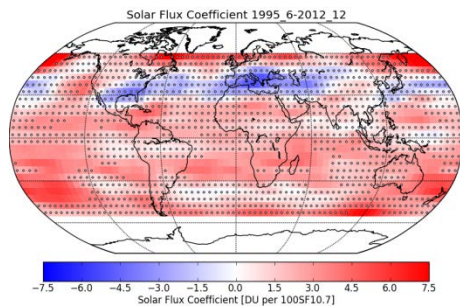 Solar Flux Coefficient 1995_6-2012_12
−7.5 −6.0 −4.5 −3.0 −1.5 0.0 1.5 3.0 4.5 6.0 7.5
Solar Flux Coefficient [DU per 100SF10.7]